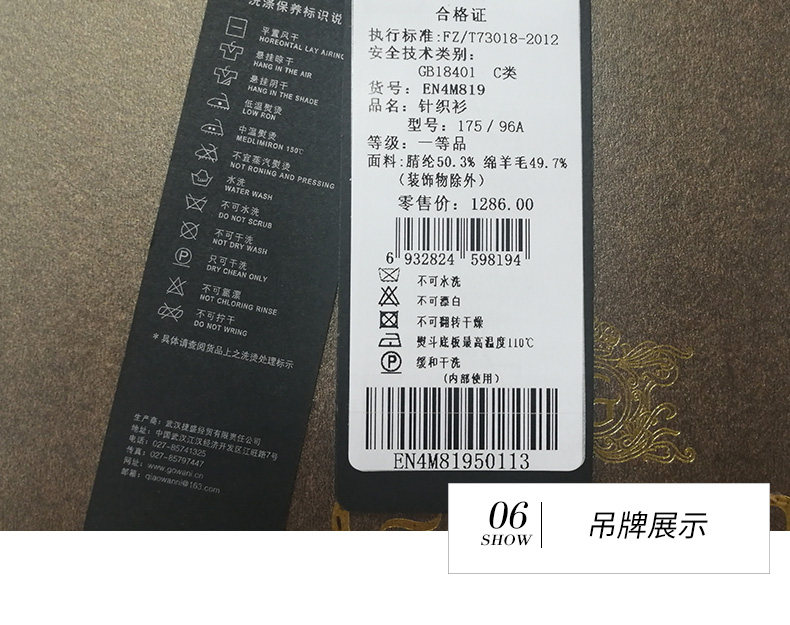 洗涤保养标识说
平置风干
HOREONTAL LAY AIRING
悬挂晾干
HANG IN THE AIR
悬挂阴干
HANG IN THE SHADE
低温熨烫
LOW RON
中温熨烫
MEDLIMIRON 150℃
不宜蒸汽熨烫
NOT RONING AND PRESSING
水洗
WATER WASH
不可水洗
DO NOT SCRUB
不可干洗
NOT DRY WASH
只可干洗
DRY CHEAN ONLY
不可氯漂
NOT CHLORING RINSE
不可拧干
DO NOT WRING
*具体请查阅货品上之洗烫处理标示
生产商：武汉捷盛经贸有限责任公司
地址：中国武汉江汉经济开发区江旺路7号
电话：027-85741325
传真：027-85797447
网址：www.gowani.cn
邮箱：qiaowanni@163.com
合格证
执行标准：FZ/T73018-2012
安全技术类别：
GB18401 C类
货号：EN4M819
品名：针织衫
型号：175/96A
等级：一等品
面料：腈纶50.3% 绵羊毛49.7%
（装饰物除外）
零售价：1286.00
6 932824 598194
不可水洗
不可漂白
不可翻转干燥
熨斗底板最高温度110℃
P 缓和干洗
（内部使用）
EN4M81950113
06
SHOW
吊牌展示